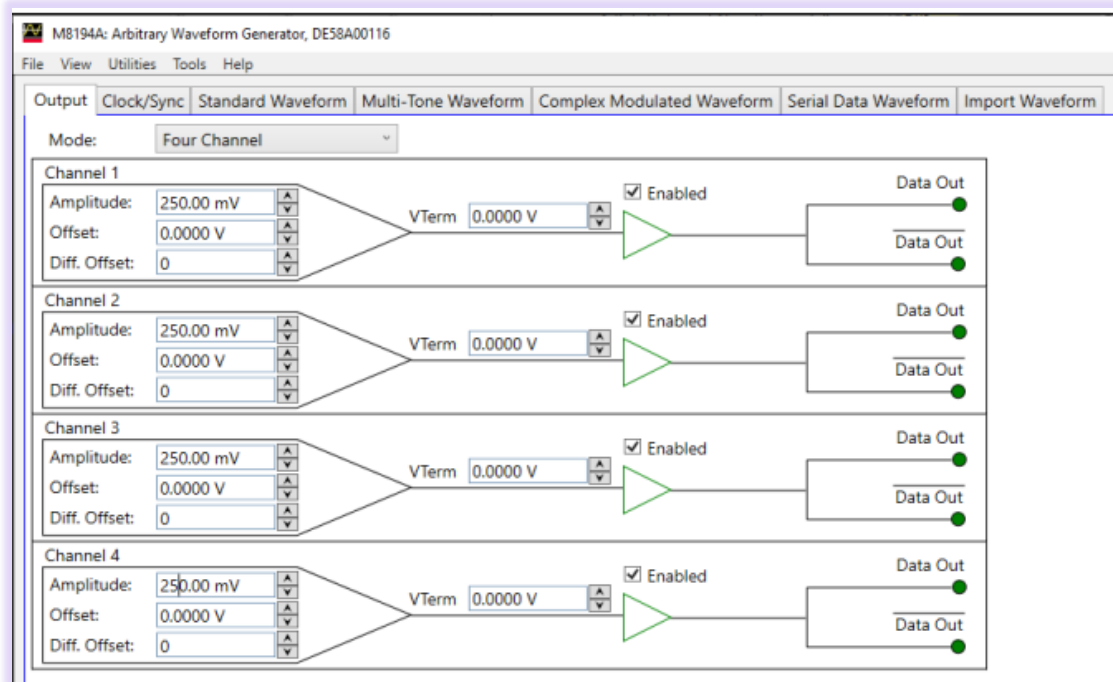 M8194A: Arbitrary Waveform Generator, DE58A00116
File View Utilities Tools Help
Output Clock/Sync Standard Waveform Multi-Tone Waveform Complex Modulated Waveform Serial Data Waveform Import Waveform
Mode: Four Channel
Channel 1
Data Out
Enabled
Amplitude: 250.00 mV
VTerm 0.0000 V
Offset: 0.0000 V
Data Out
Diff. Offset: 0
Channel 2
Data Out
Enabled
Amplitude: 250.00 mV
VTerm 0.0000 V
Offset: 0.0000 V
Data Out
Diff. Offset: 0
Channel 3
Data Out
Enabled
Amplitude: 250.00 mV
VTerm 0.0000 V
Offset: 0.0000 V
Data Out
Diff. Offset: 0
Channel 4
Data Out
Enabled
Amplitude: 250.00 mV
VTerm 0.0000 V
Offset: 0.0000 V
Data Out
Diff. Offset: 0